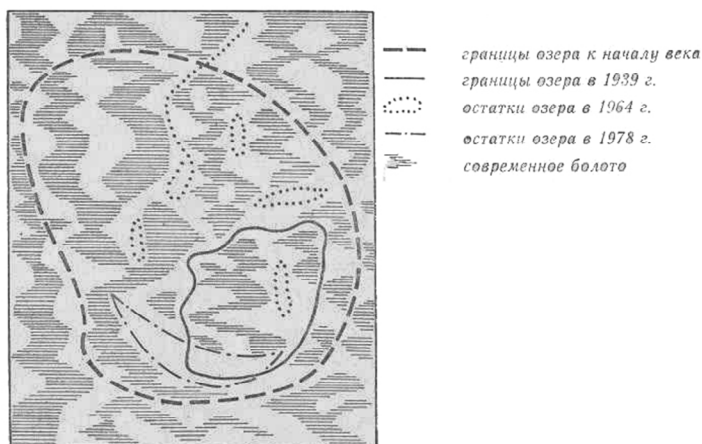 границы озера к началу века
границы озера в 1939 г.
остатки озера в 1964 г.
остатки озера в 1978 г.
современное болото